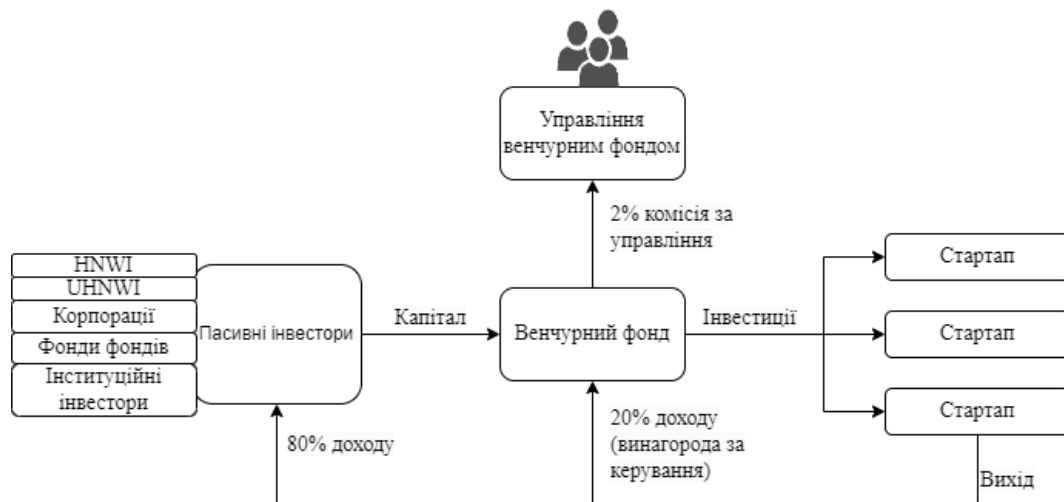 Управління
венчурним фондом
2% комісія за
управління
HNWI
UHNWI
Корпорації
Фонди фондів
Інституційні
інвестори
Пасивні інвестори
Капітал
Венчурний фонд
Інвестиції
Стартап
Стартап
Стартап
80% доходу
20% доходу
(винагорода за
керування)
Вихід